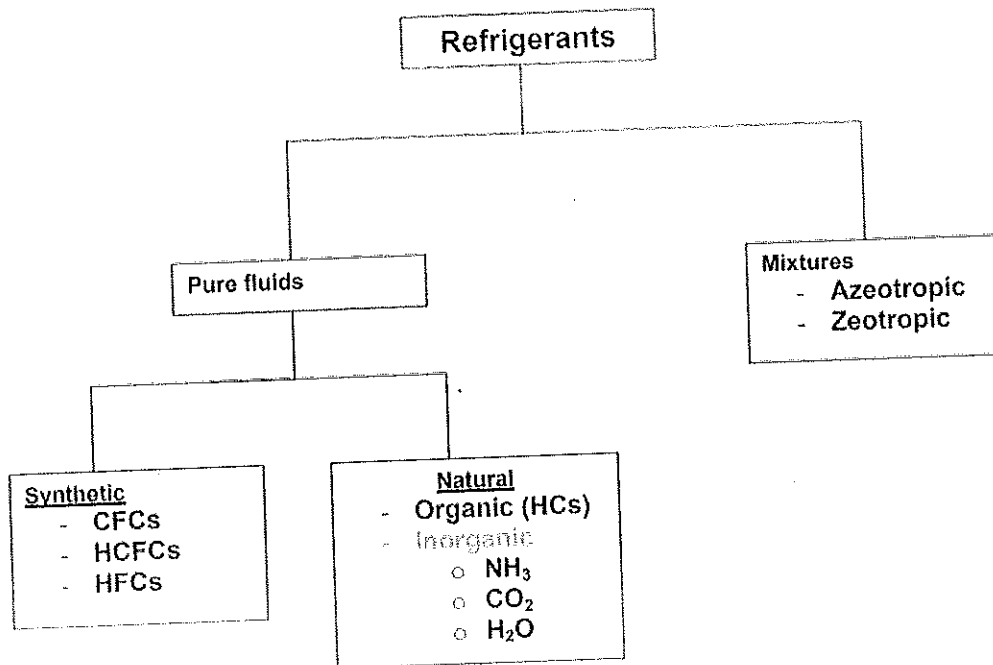 Refrigerants
Pure fluids
Mixtures
- Azeotropic
- Zeotropic
Synthetic
- CFCs
- HCFCs
- HFCs
Natural
- Organic (HCs)
- Inorganic
o NH₃
o CO₂
o H₂O